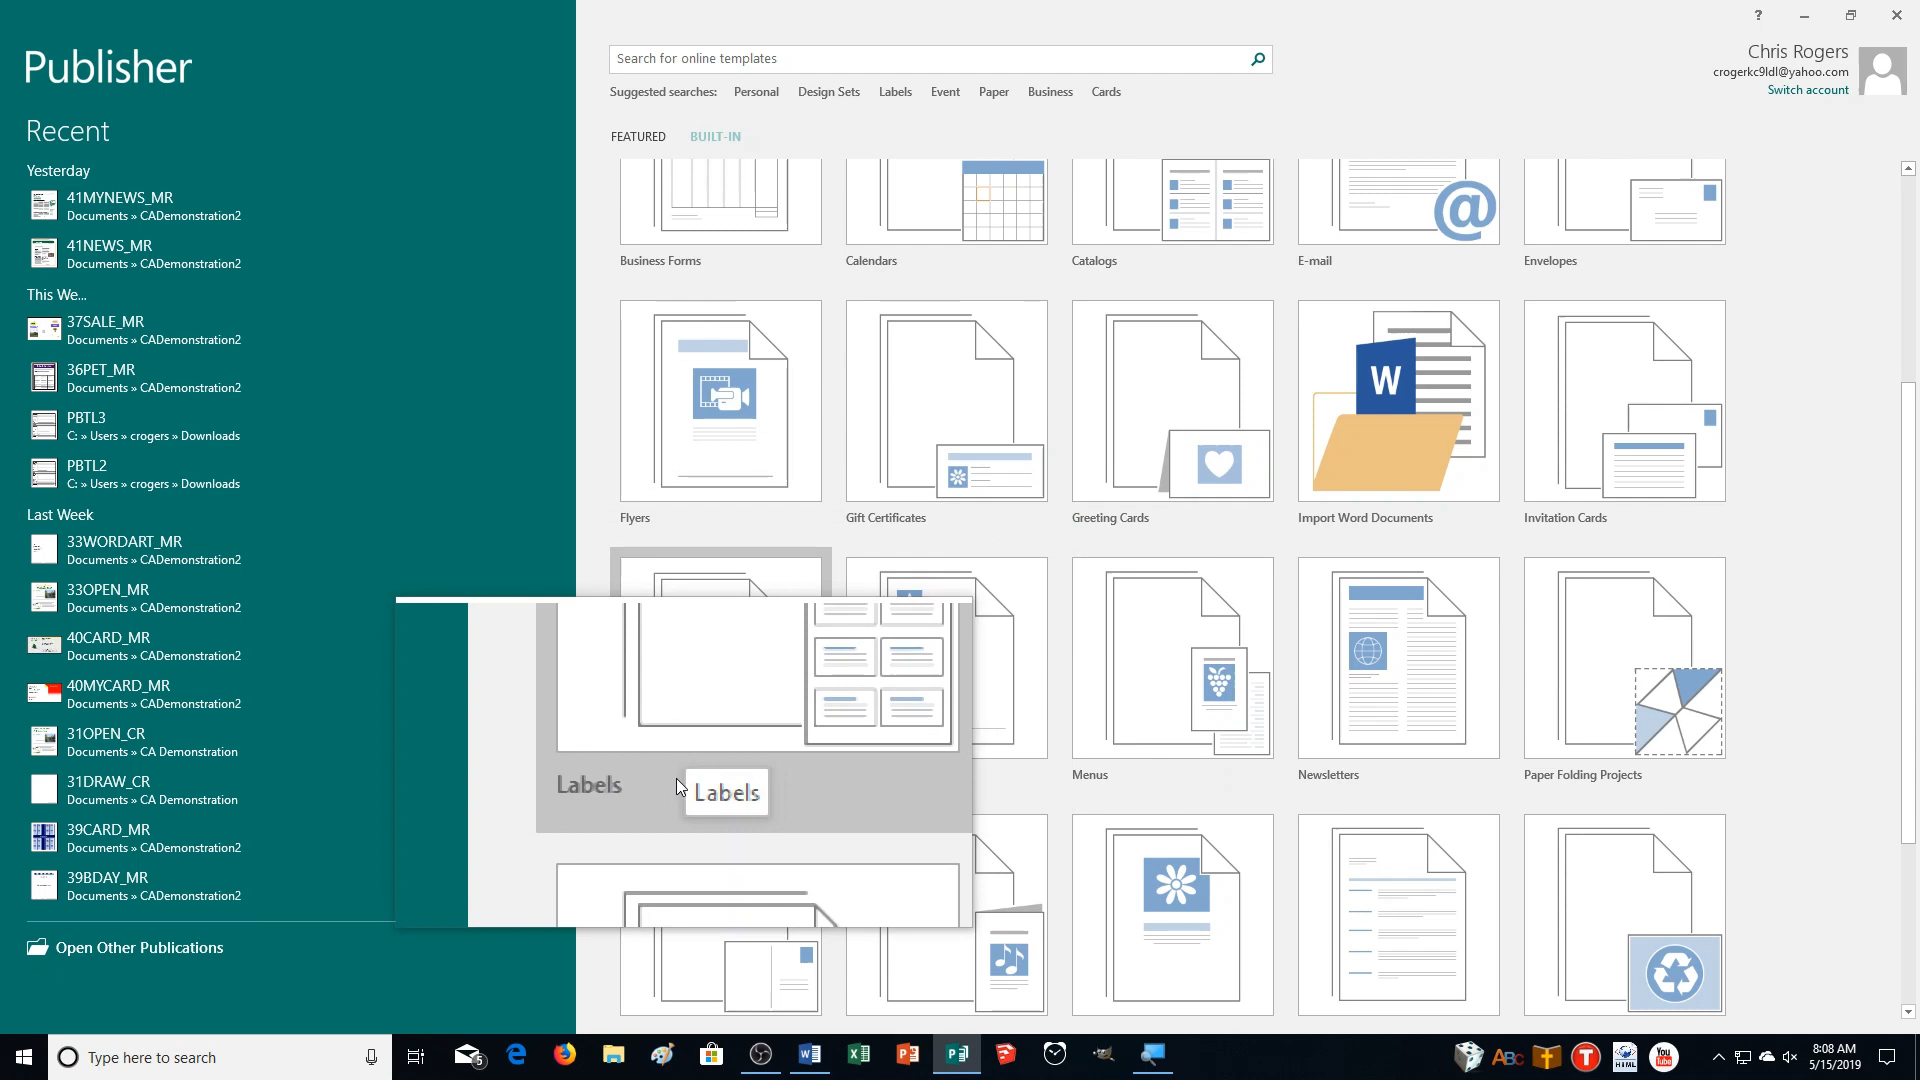 Publisher
Recent
Yesterday
41MYNEWS_MR
Documents » CADemonstration2
41NEWS_MR
Documents » CADemonstration2
This We...
37SALE_MR
Documents » CADemonstration2
36PET_MR
Documents » CADemonstration2
PBTL3
C: » Users » crogers » Downloads
PBTL2
C: » Users » crogers » Downloads
Last Week
33WORDART_MR
Documents » CADemonstration2
33OPEN_MR
Documents » CADemonstration2
40CARD_MR
Documents » CADemonstration2
40MYCARD_MR
Documents » CADemonstration2
31OPEN_CR
Documents » CA Demonstration
31DRAW_CR
Documents » CA Demonstration
39CARD_MR
Documents » CADemonstration2
39BDAY_MR
Documents » CADemonstration2
Open Other Publications
?
Chris Rogers
crogerkc9ldl@yahoo.com
Switch account
Search for online templates
Suggested searches: Personal Design Sets Labels Event Paper Business Cards
FEATURED BUILT-IN
@
Business Forms Calendars Catalogs E-mail Envelopes
W
Flyers Gift Certificates Greeting Cards Import Word Documents Invitation Cards
Labels Labels
Menus Newsletters Paper Folding Projects
Type here to search
5
ABC
T
HTML
You Tube
8:08 AM
5/15/2019